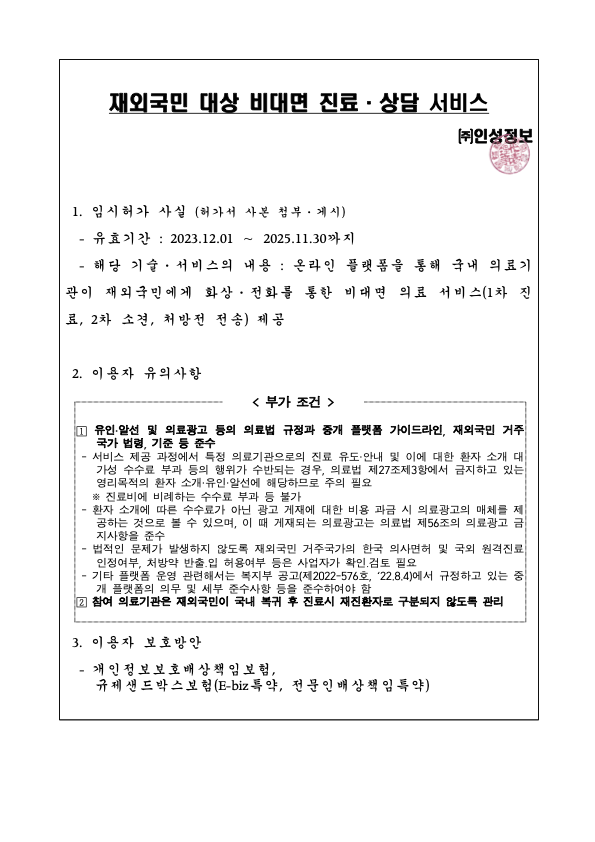 재외국민 대상 비대면 진료·상담 서비스
㈜인성정보
1. 임시허가 사실 (허가서 사본 첨부·게시)
- 유효기간 : 2023.12.01 ~ 2025.11.30까지
- 해당 기술·서비스의 내용 : 온라인 플랫폼을 통해 국내 의료기
관이 재외국민에게 화상·전화를 통한 비대면 의료 서비스(1차 진
료, 2차 소견, 처방전 전송) 제공
2. 이용자 유의사항
< 부가 조건 >
1 유인·알선 및 의료광고 등의 의료법 규정과 중개 플랫폼 가이드라인, 재외국민 거주
국가 법령, 기준 등 준수
- 서비스 제공 과정에서 특정 의료기관으로의 진료 유도·안내 및 이에 대한 환자 소개 대
가성 수수료 부과 등의 행위가 수반되는 경우, 의료법 제27조제3항에서 금지하고 있는
영리목적의 환자 소개·유인·알선에 해당하므로 주의 필요
※ 진료비에 비례하는 수수료 부과 등 불가
- 환자 소개에 따른 수수료가 아닌 광고 게재에 대한 비용 과금 시 의료광고의 매체를 제
공하는 것으로 볼 수 있으며, 이 때 게재되는 의료광고는 의료법 제56조의 의료광고 금
지사항을 준수
- 법적인 문제가 발생하지 않도록 재외국민 거주국가의 한국 의사면허 및 국외 원격진료
인정여부, 처방약 반출.입 허용여부 등은 사업자가 확인.검토 필요
- 기타 플랫폼 운영 관련해서는 복지부 공고(제2022-576호, '22.8.4)에서 규정하고 있는 중
개 플랫폼의 의무 및 세부 준수사항 등을 준수하여야 함
2 참여 의료기관은 재외국민이 국내 복귀 후 진료시 재진환자로 구분되지 않도록 관리
3. 이용자 보호방안
- 개인정보보호배상책임보험,
규제샌드박스보험(E-biz특약, 전문인배상책임특약)